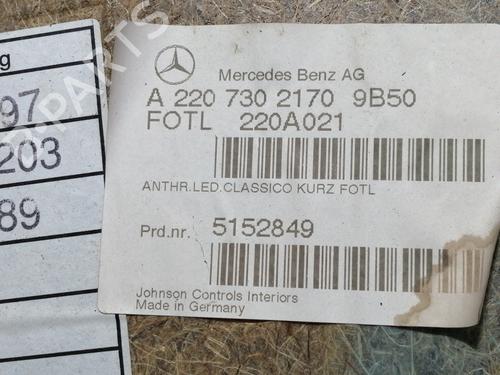 g
97
203
89
Mercedes Benz AG
A 220 730 2170 9B50
FOTL 220A021
ANTHR.LED.CLASSICO KURZ FOTL
Prd.nr. 5152849
Johnson Controls Interiors
Made in Germany